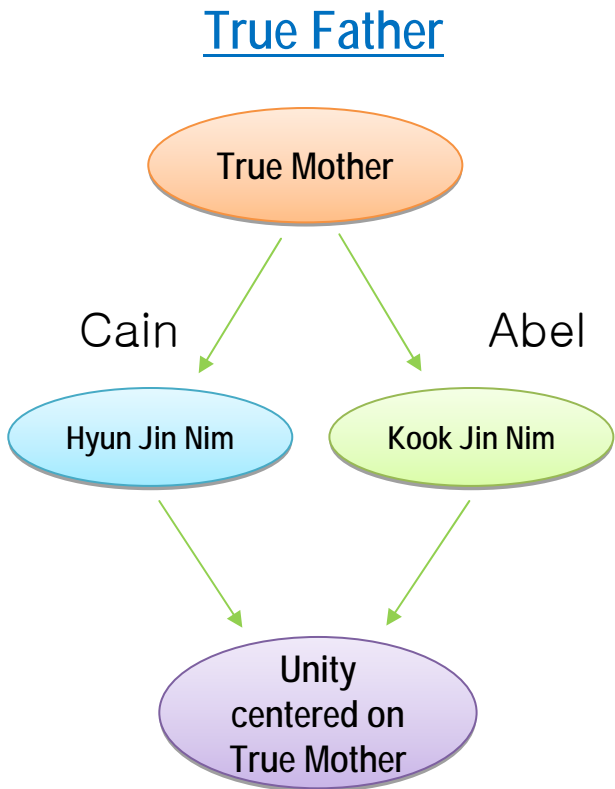 True Father
True Mother
Cain
Abel
Hyun Jin Nim
Kook Jin Nim
Unity
centered on
True Mother